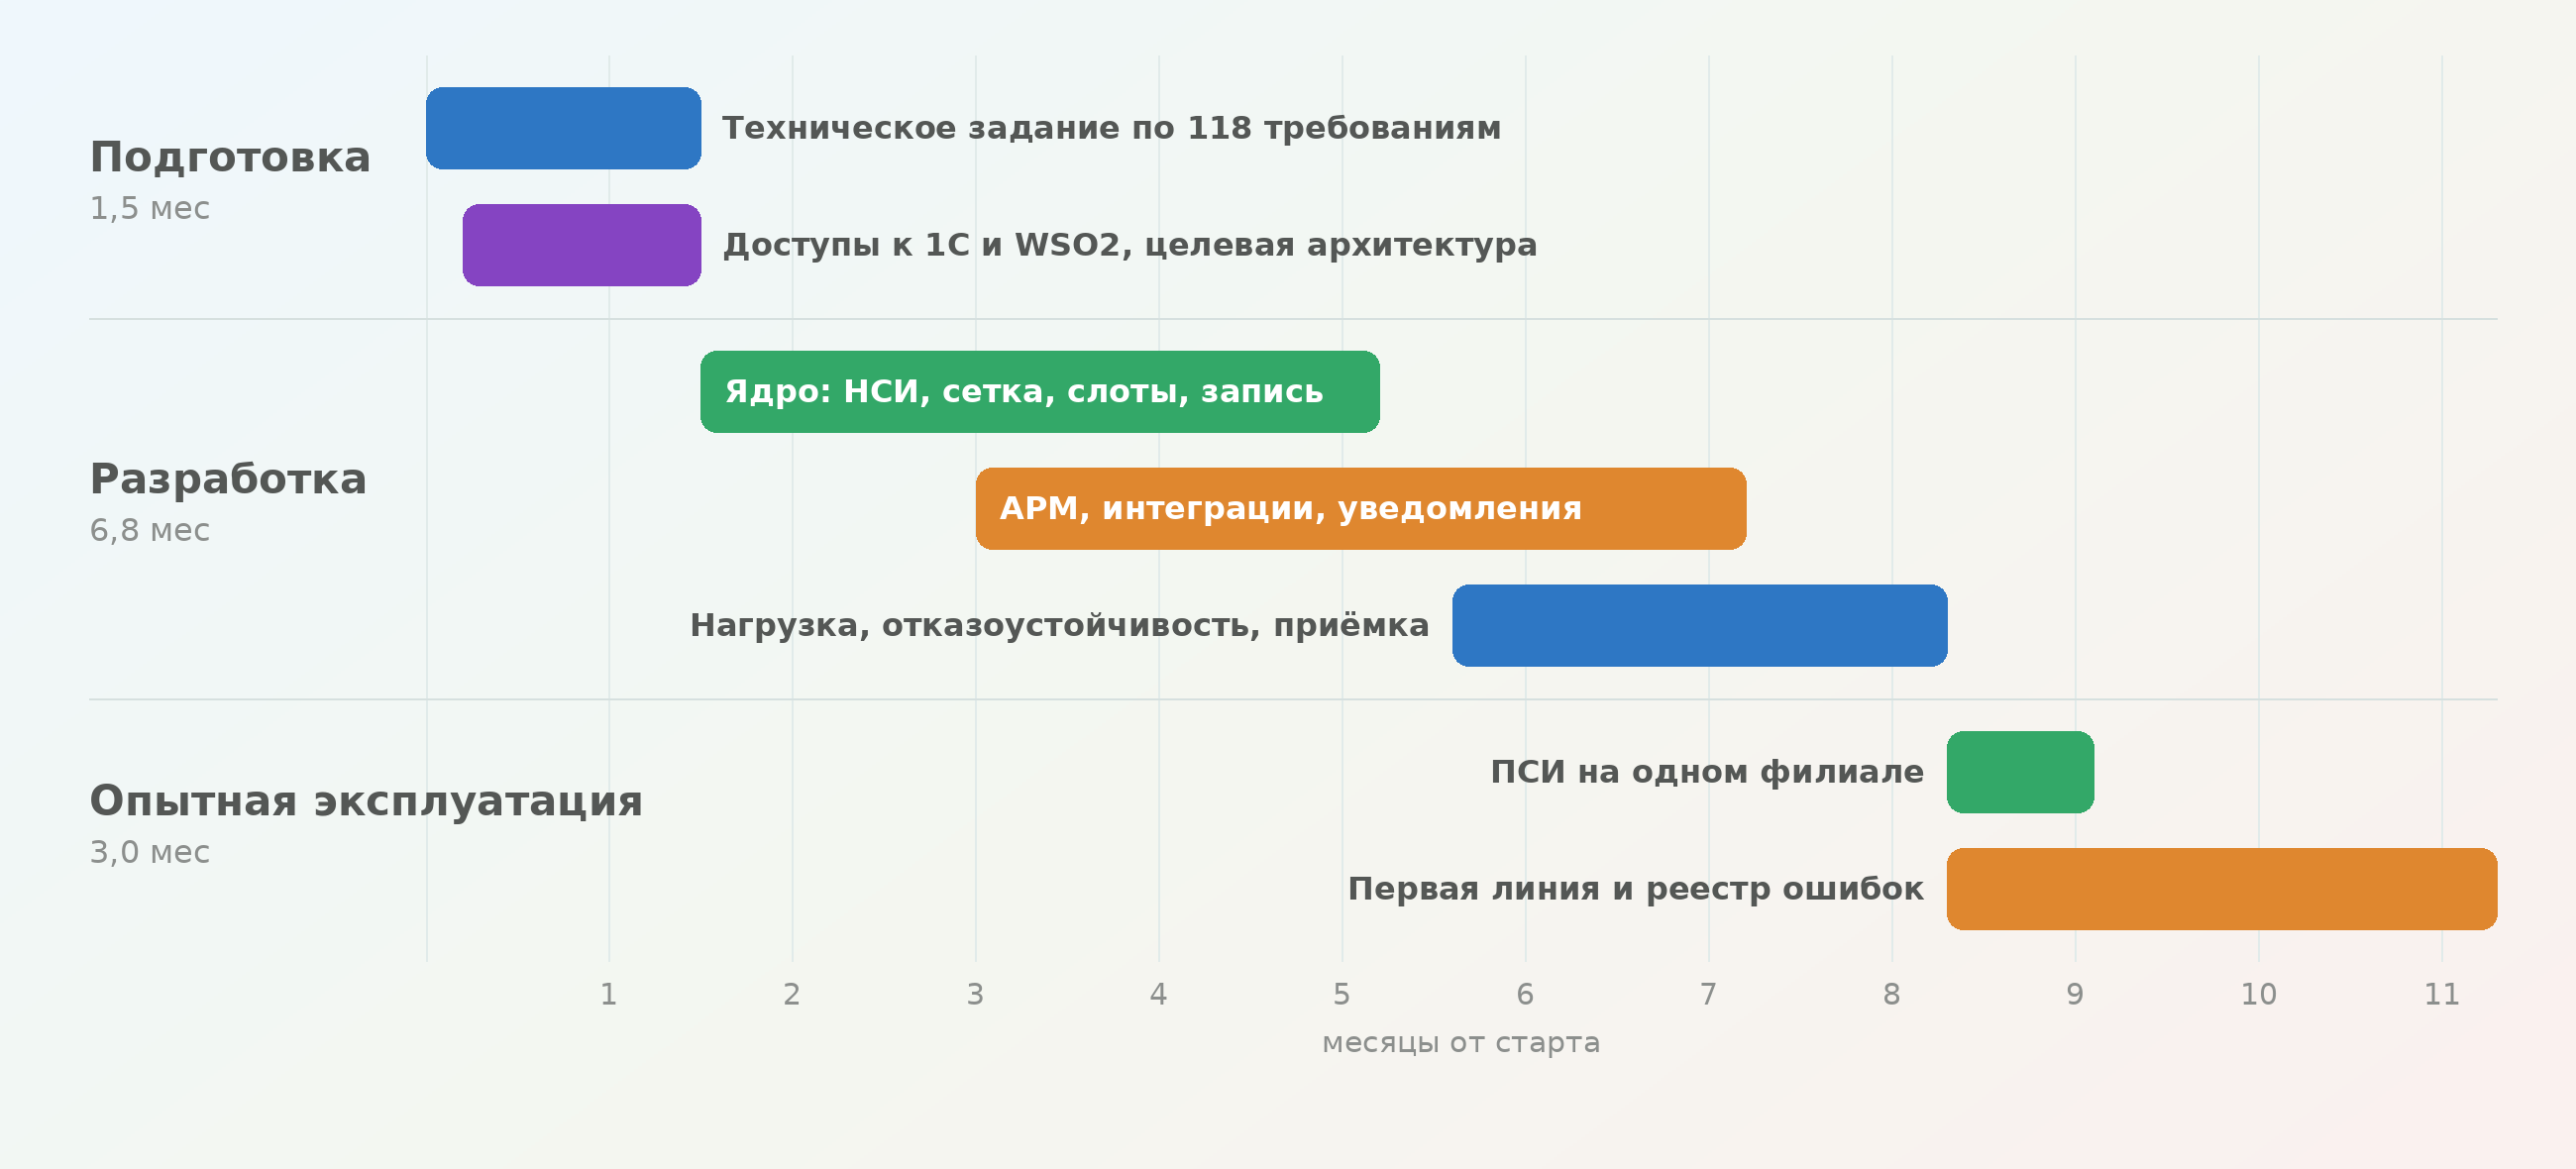 Подготовка
1,5 мес
Техническое задание по 118 требованиям
Доступы к 1С и WSO2, целевая архитектура
Разработка
6,8 мес
Ядро: НСИ, сетка, слоты, запись
АРМ, интеграции, уведомления
Нагрузка, отказоустойчивость, приёмка
Опытная эксплуатация
3,0 мес
ПСИ на одном филиале
Первая линия и реестр ошибок
1 2 3 4 5 6 7 8 9 10 11
месяцы от старта